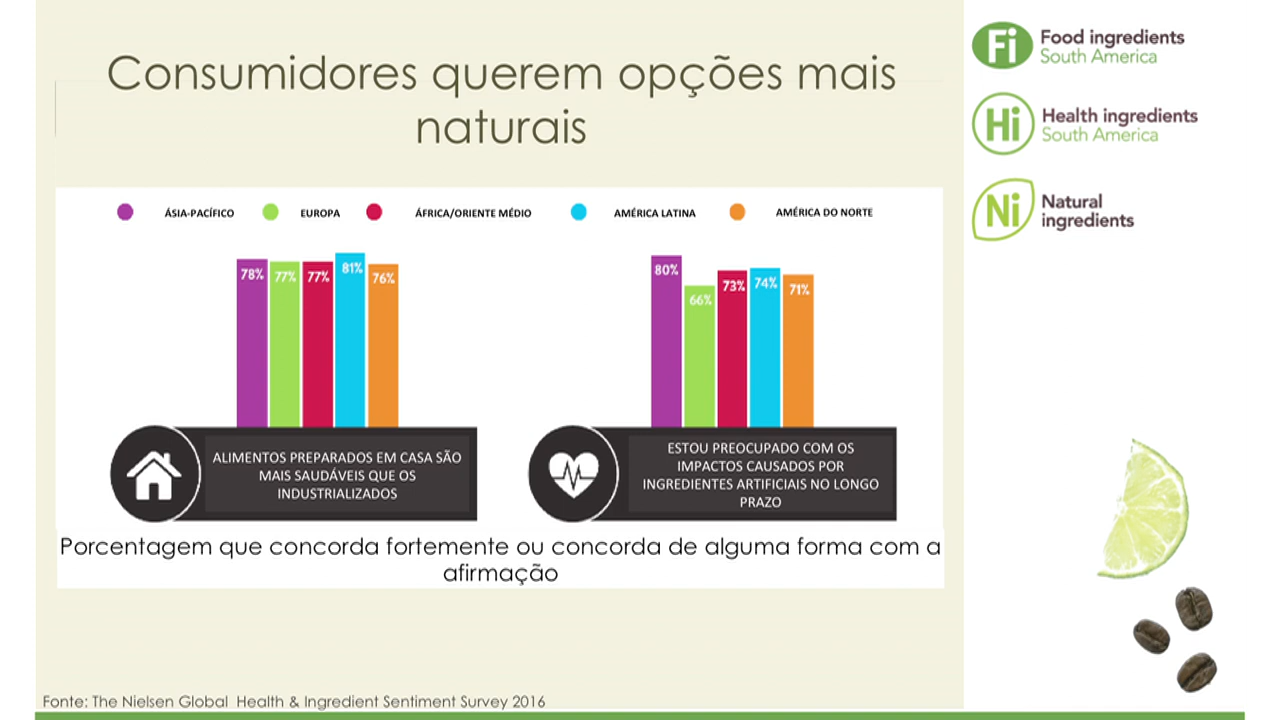 Consumidores querem opções mais
naturais
Fi Food ingredients
South America
Hi Health ingredients
South America
Ni Natural
ingredients
ÁSIA-PACÍFICO EUROPA ÁFRICA/ORIENTE MÉDIO AMÉRICA LATINA AMÉRICA DO NORTE
78% 77% 77% 81% 76%
80% 66% 73% 74% 71%
ALIMENTOS PREPARADOS EM CASA SÃO
MAIS SAUDÁVEIS QUE OS
INDUSTRIALIZADOS
ESTOU PREOCUPADO COM OS
IMPACTOS CAUSADOS POR
INGREDIENTES ARTIFICIAIS NO LONGO
PRAZO
Porcentagem que concorda fortemente ou concorda de alguma forma com a
afirmação
Fonte: The Nielsen Global Health & Ingredient Sentiment Survey 2016